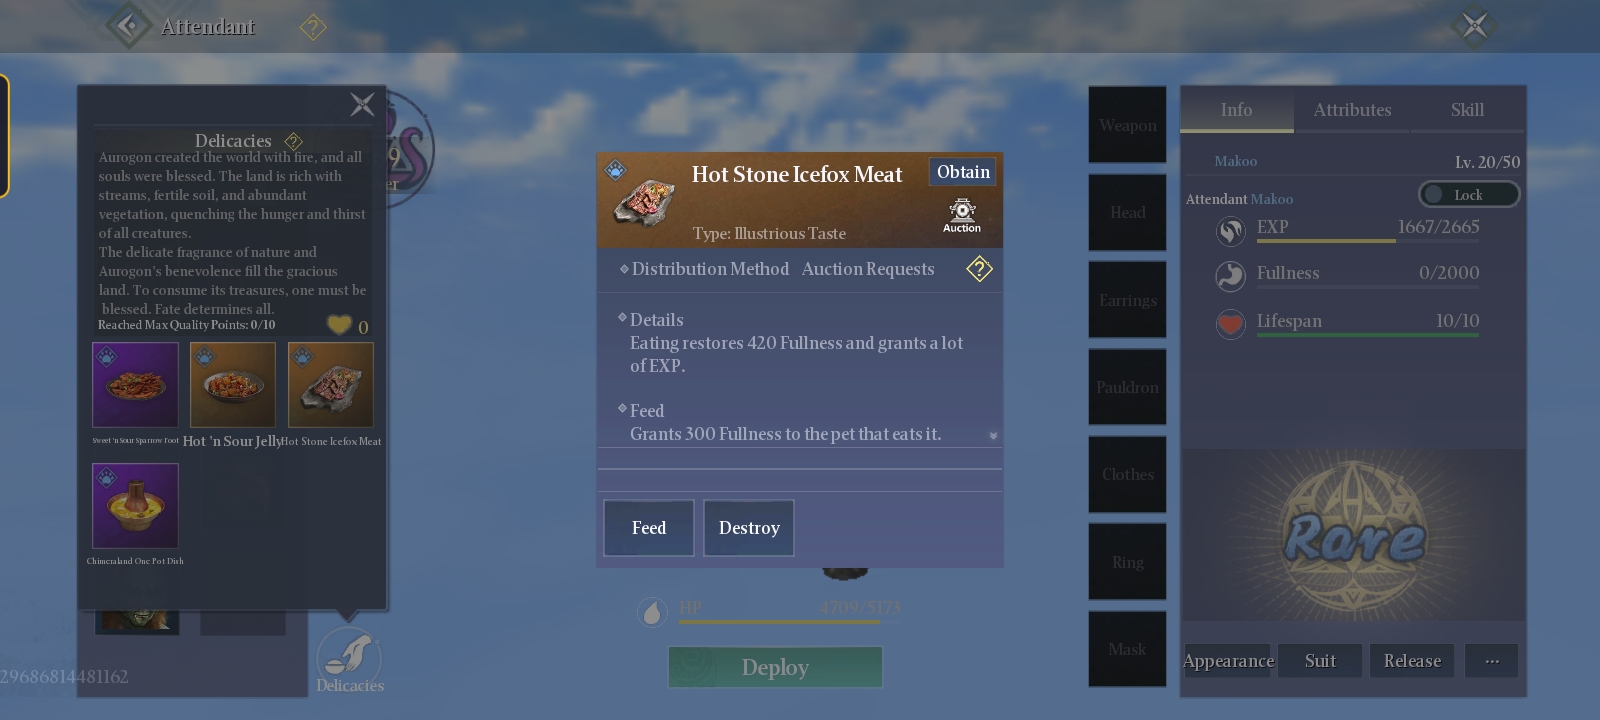 Attendant
?
Delicacies
?
Aurogon created the world with fire, and all
souls were blessed. The land is rich with
streams, fertile soil, and abundant
vegetation, quenching the hunger and thirst
of all creatures.
The delicate fragrance of nature and
Aurogon's benevolence fill the gracious
land. To consume its treasures, one must be
blessed. Fate determines all.
Reached Max Quality Points: 0/10
0
Sweet 'n Sour Sparrow Foot
Hot 'n Sour Jelly
Hot Stone Icefox Meat
Chimeraland One Pot Dish
Delicacies
29686814481162
Hot Stone Icefox Meat
Obtain
Type: Illustrious Taste
Auction
Distribution Method Auction Requests
?
Details
Eating restores 420 Fullness and grants a lot
of EXP.
Feed
Grants 300 Fullness to the pet that eats it.
Feed
Destroy
HP
4709/5173
Deploy
Weapon
Head
Earrings
Pauldron
Clothes
Ring
Mask
Info
Attributes
Skill
Makoo
Lv. 20/50
Attendant Makoo
Lock
EXP
1667/2665
Fullness
0/2000
Lifespan
10/10
Rare
Appearance
Suit
Release
...